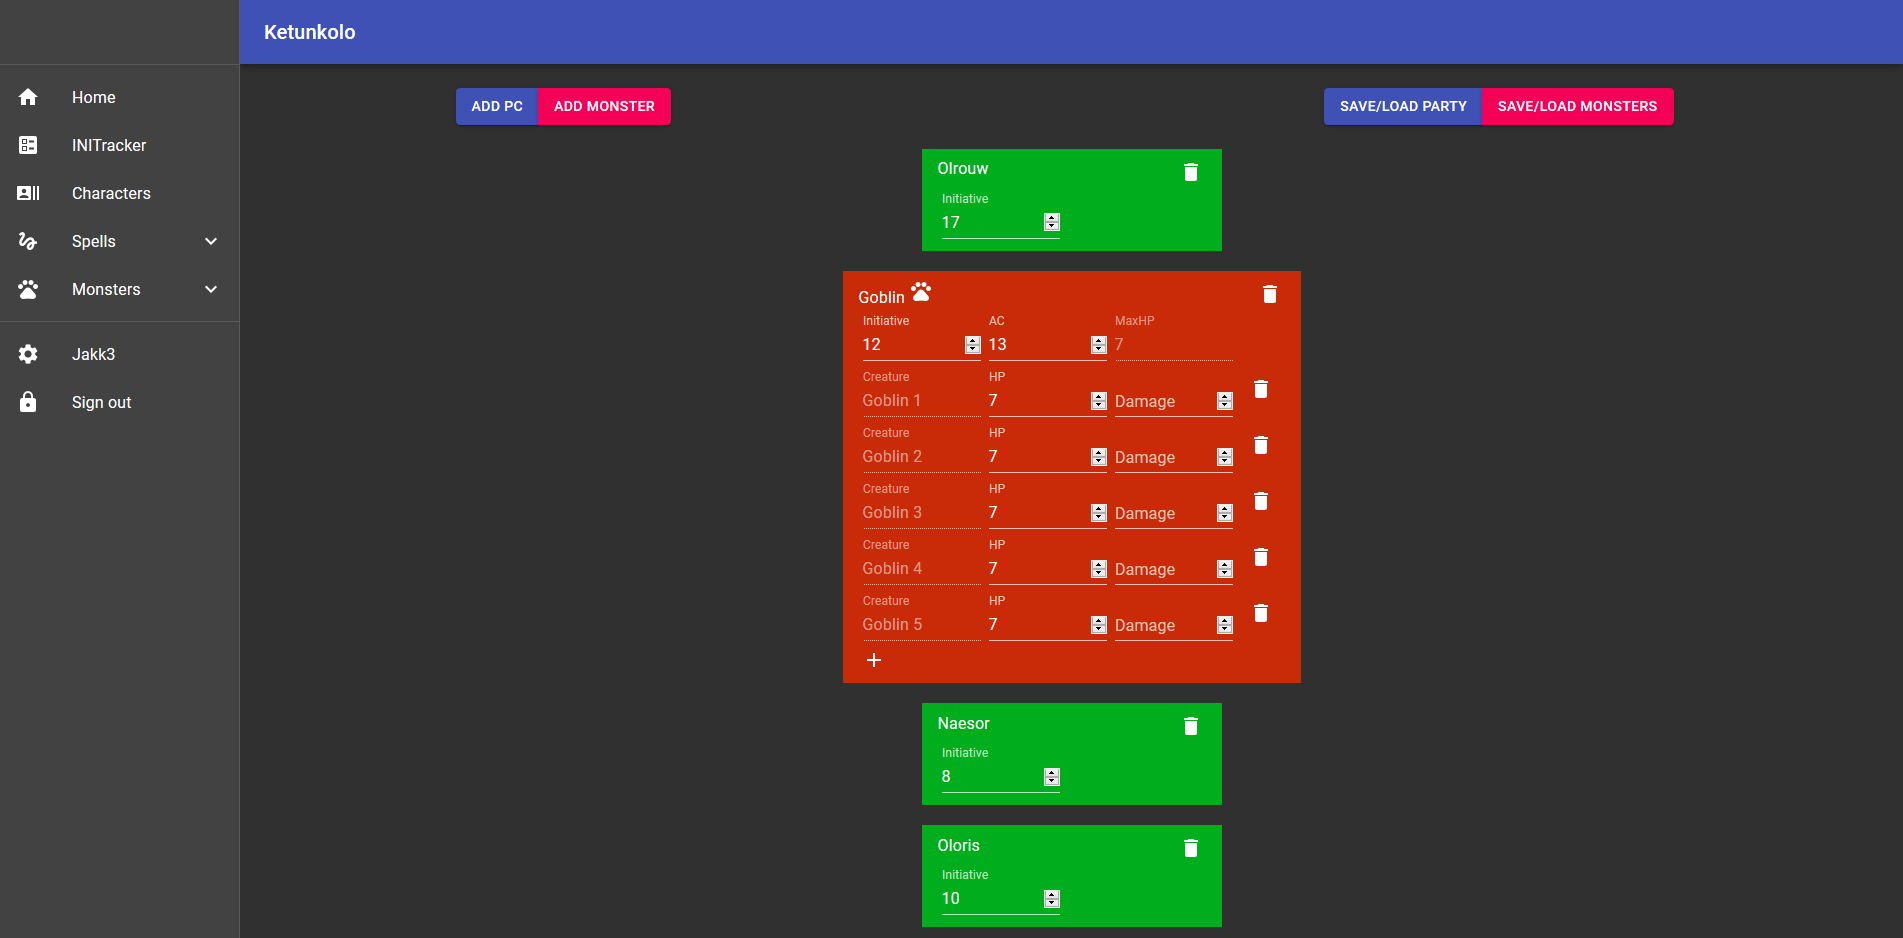 Ketunkolo
Home
INITracker
Characters
Spells
Monsters
Jakk3
Sign out
ADD PC ADD MONSTER
SAVE/LOAD PARTY SAVE/LOAD MONSTERS
Olrouw
Initiative
17
Goblin
Initiative AC MaxHP
12 13 7
Creature HP
Goblin 1 7 Damage
Creature HP
Goblin 2 7 Damage
Creature HP
Goblin 3 7 Damage
Creature HP
Goblin 4 7 Damage
Creature HP
Goblin 5 7 Damage
Naesor
Initiative
8
Oloris
Initiative
10